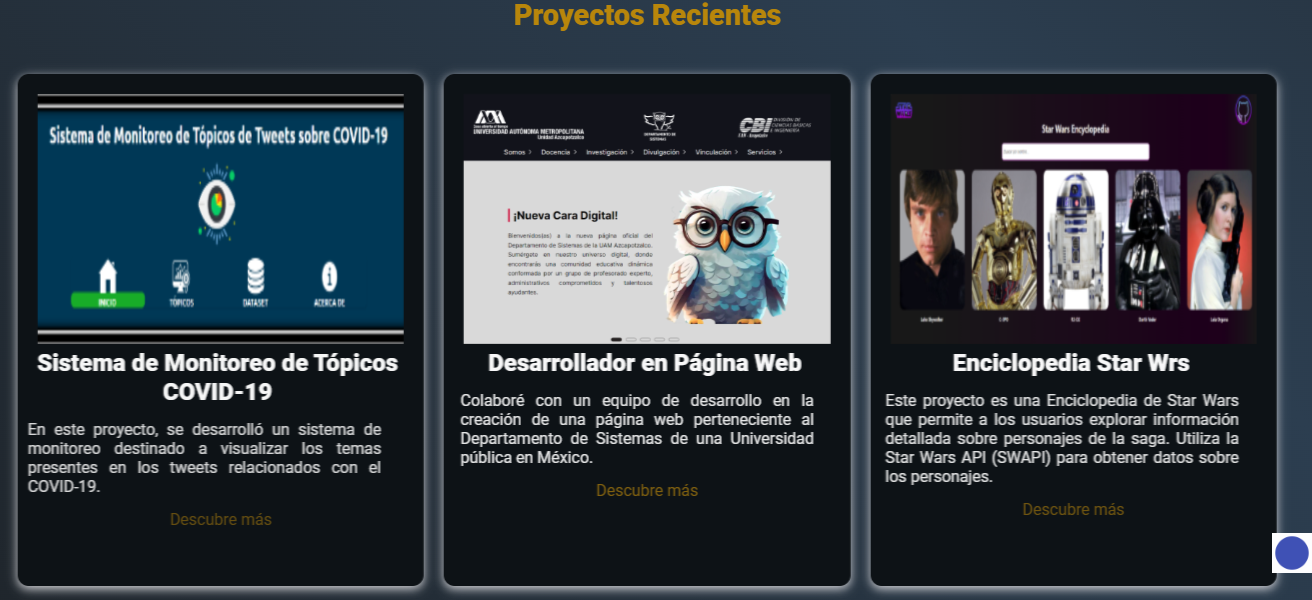 Proyectos Recientes
Sistema de Monitoreo de Tópicos de Tweets sobre COVID-19
INICIO
TÓPICOS
DATASET
ACERCA DE
Sistema de Monitoreo de Tópicos
COVID-19
En este proyecto, se desarrolló un sistema de
monitoreo destinado a visualizar los temas
presentes en los tweets relacionados con el
COVID-19.
Descubre más
UNIVERSIDAD AUTÓNOMA METROPOLITANA
Unidad Azcapotzalco
DEPARTAMENTO DE
SISTEMAS
CBI
DIVISIÓN DE
CIENCIAS BÁSICAS
E INGENIERÍA
Somos
Docencia
Investigación
Divulgación
Vinculación
Servicios
¡Nueva Cara Digital!
Bienvenidos(as) a la nueva página oficial del
Departamento de Sistemas de la UAM Azcapotzalco.
Sumérgete en nuestro universo digital, donde
encontrarás una comunidad educativa dinámica
conformada por un grupo de profesorado experto,
administrativos comprometidos y talentosos
ayudantes.
Desarrollador en Página Web
Colaboré con un equipo de desarrollo en la
creación de una página web perteneciente al
Departamento de Sistemas de una Universidad
pública en México.
Descubre más
Star Wars Encyclopedia
Luke Skywalker
C-3PO
R2-D2
Darth Vader
Leia Organa
Enciclopedia Star Wrs
Este proyecto es una Enciclopedia de Star Wars
que permite a los usuarios explorar información
detallada sobre personajes de la saga. Utiliza la
Star Wars API (SWAPI) para obtener datos sobre
los personajes.
Descubre más